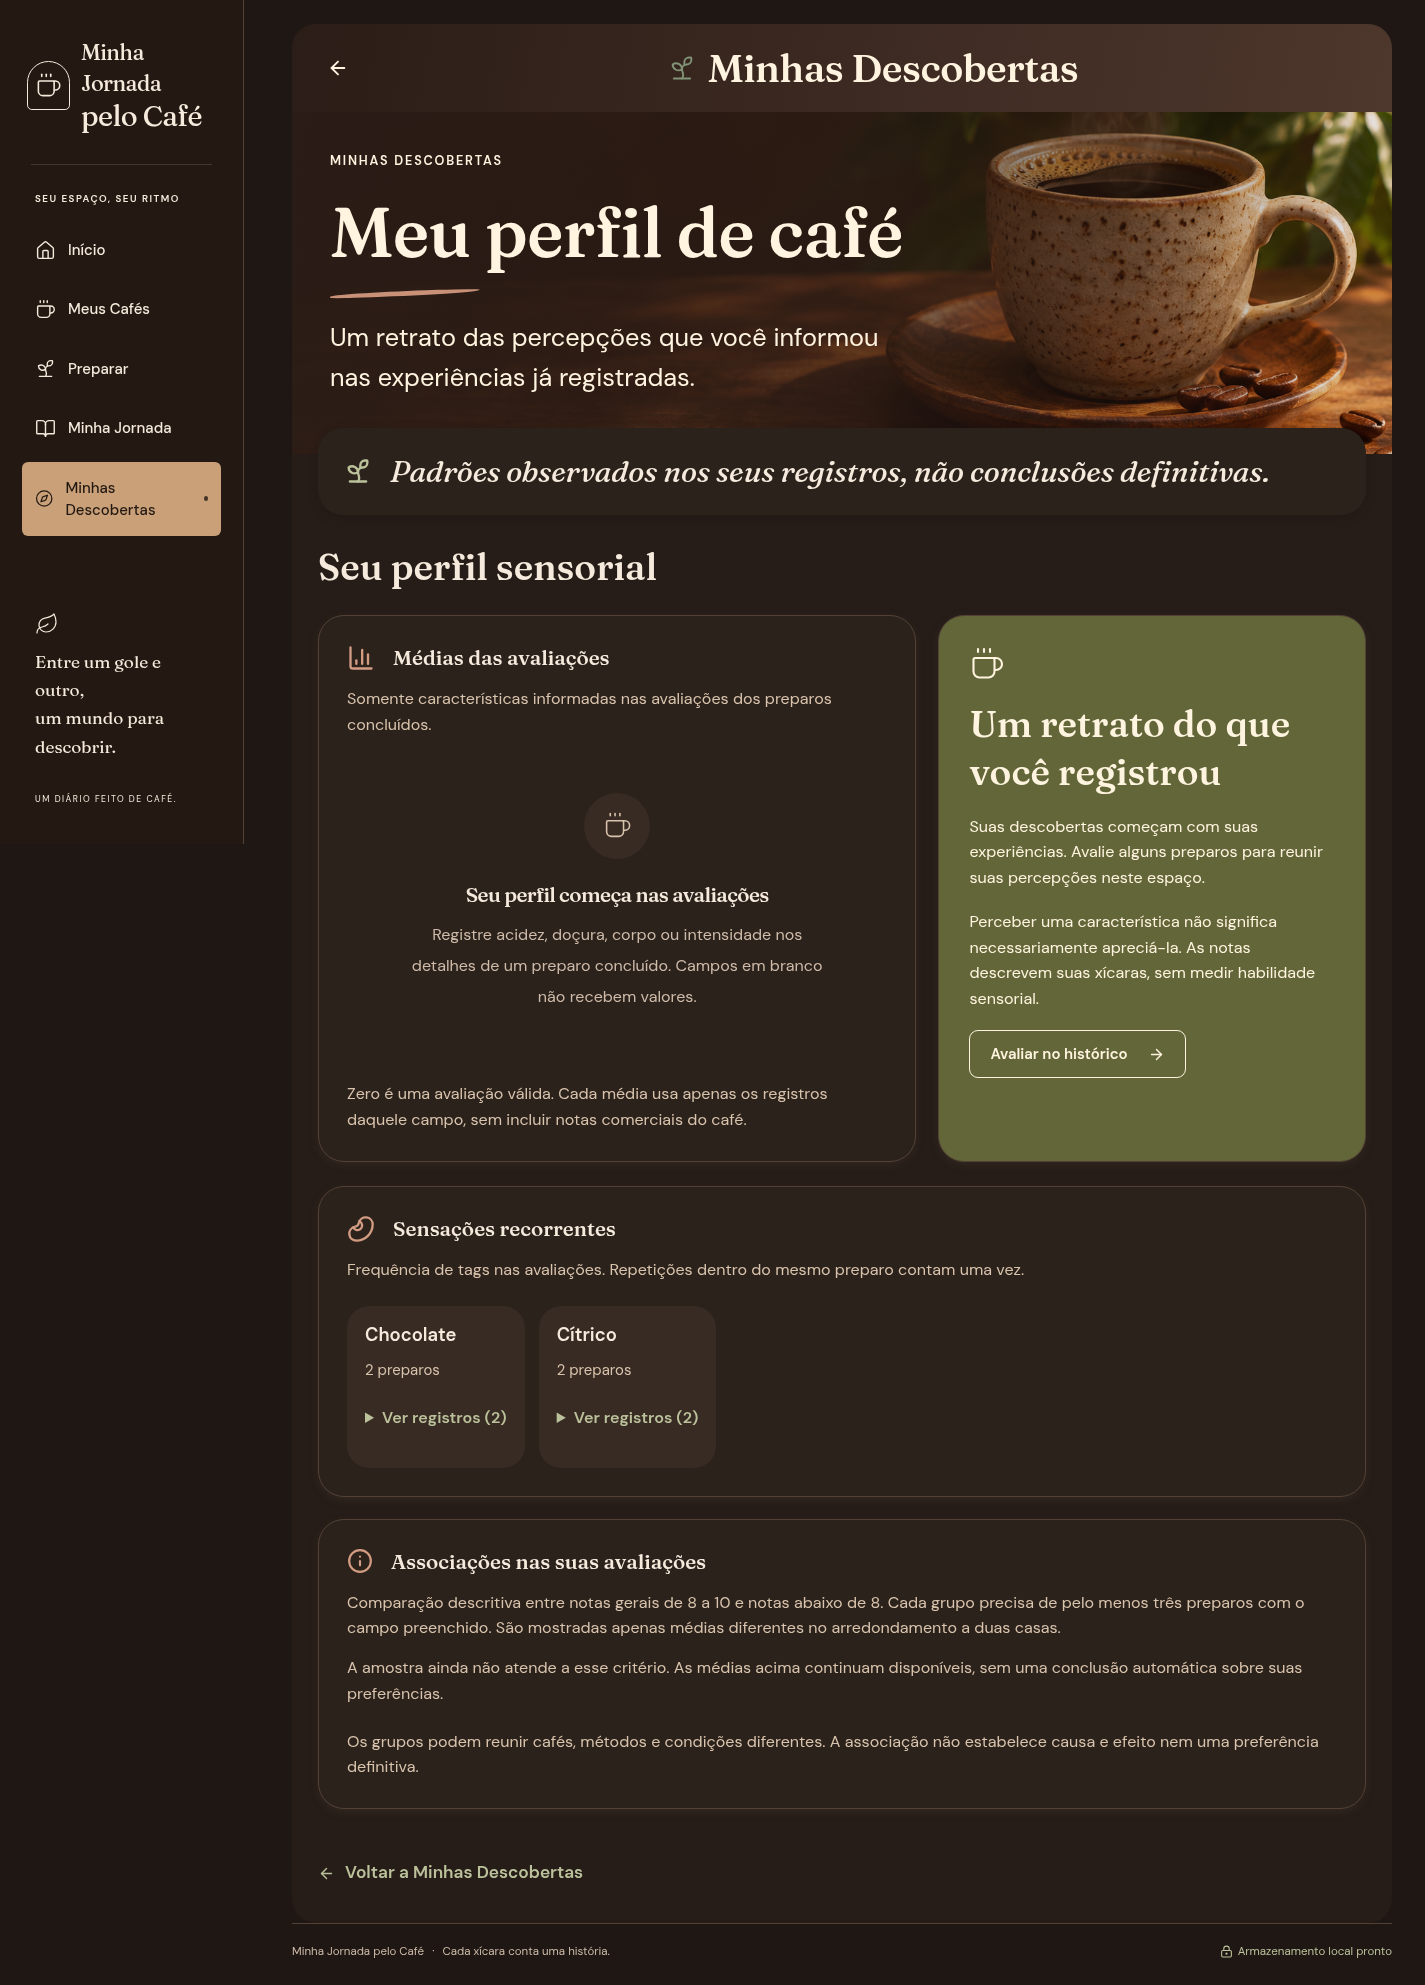 Minha
Jornada
pelo Café
SEU ESPAÇO, SEU RITMO
Início
Meus Cafés
Preparar
Minha Jornada
Minhas
Descobertas
Entre um gole e
outro,
um mundo para
descobrir.
UM DIÁRIO FEITO DE CAFÉ.
Minhas Descobertas
MINHAS DESCOBERTAS
Meu perfil de café
Um retrato das percepções que você informou
nas experiências já registradas.
Padrões observados nos seus registros, não conclusões definitivas.
Seu perfil sensorial
Médias das avaliações
Somente características informadas nas avaliações dos preparos
concluídos.
Seu perfil começa nas avaliações
Registre acidez, doçura, corpo ou intensidade nos
detalhes de um preparo concluído. Campos em branco
não recebem valores.
Zero é uma avaliação válida. Cada média usa apenas os registros
daquele campo, sem incluir notas comerciais do café.
Um retrato do que
você registrou
Suas descobertas começam com suas
experiências. Avalie alguns preparos para reunir
suas percepções neste espaço.
Perceber uma característica não significa
necessariamente apreciá-la. As notas
descrevem suas xícaras, sem medir habilidade
sensorial.
Avaliar no histórico
Sensações recorrentes
Frequência de tags nas avaliações. Repetições dentro do mesmo preparo contam uma vez.
Chocolate
2 preparos
Ver registros (2)
Cítrico
2 preparos
Ver registros (2)
Associações nas suas avaliações
Comparação descritiva entre notas gerais de 8 a 10 e notas abaixo de 8. Cada grupo precisa de pelo menos três preparos com o
campo preenchido. São mostradas apenas médias diferentes no arredondamento a duas casas.
A amostra ainda não atende a esse critério. As médias acima continuam disponíveis, sem uma conclusão automática sobre suas
preferências.
Os grupos podem reunir cafés, métodos e condições diferentes. A associação não estabelece causa e efeito nem uma preferência
definitiva.
Voltar a Minhas Descobertas
Minha Jornada pelo Café · Cada xícara conta uma história.
Armazenamento local pronto